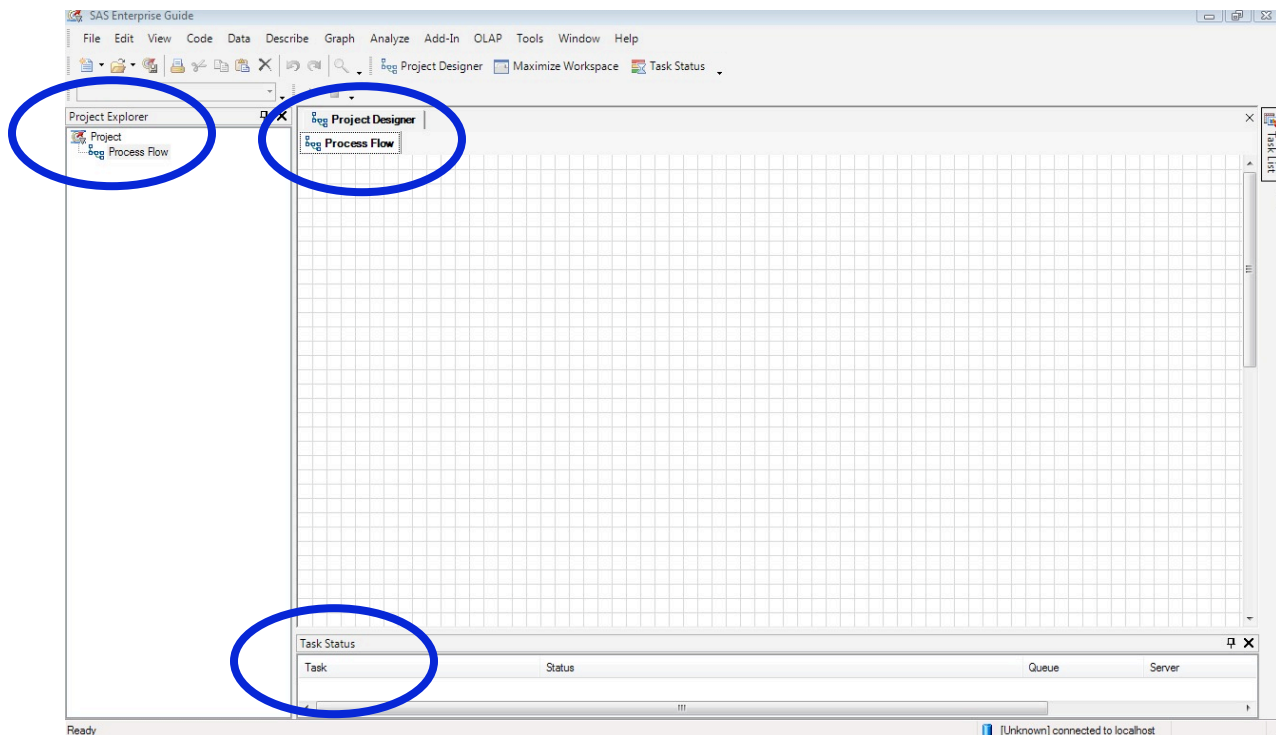 SAS Enterprise Guide
File Edit View Code Data Describe Graph Analyze Add-In OLAP Tools Window Help
Project Designer Maximize Workspace Task Status
Project Explorer
Project
Process Flow
Project Designer
Process Flow
Task List
Task Status
Task Status Queue Server
Ready
[Unknown] connected to localhost